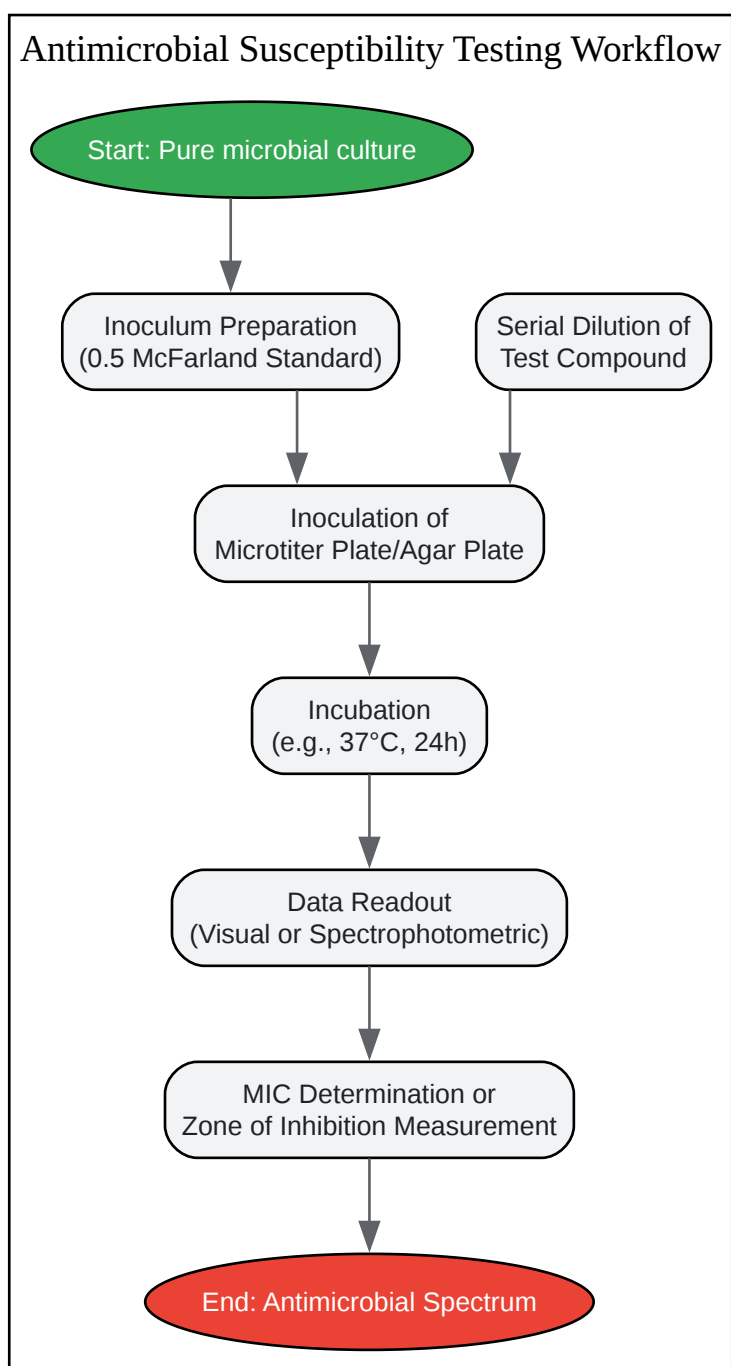 Antimicrobial Susceptibility Testing Workflow
Start: Pure microbial culture
Inoculum Preparation
(0.5 McFarland Standard)
Serial Dilution of
Test Compound
Inoculation of
Microtiter Plate/Agar Plate
Incubation
(e.g., 37°C, 24h)
Data Readout
(Visual or Spectrophotometric)
MIC Determination or
Zone of Inhibition Measurement
End: Antimicrobial Spectrum